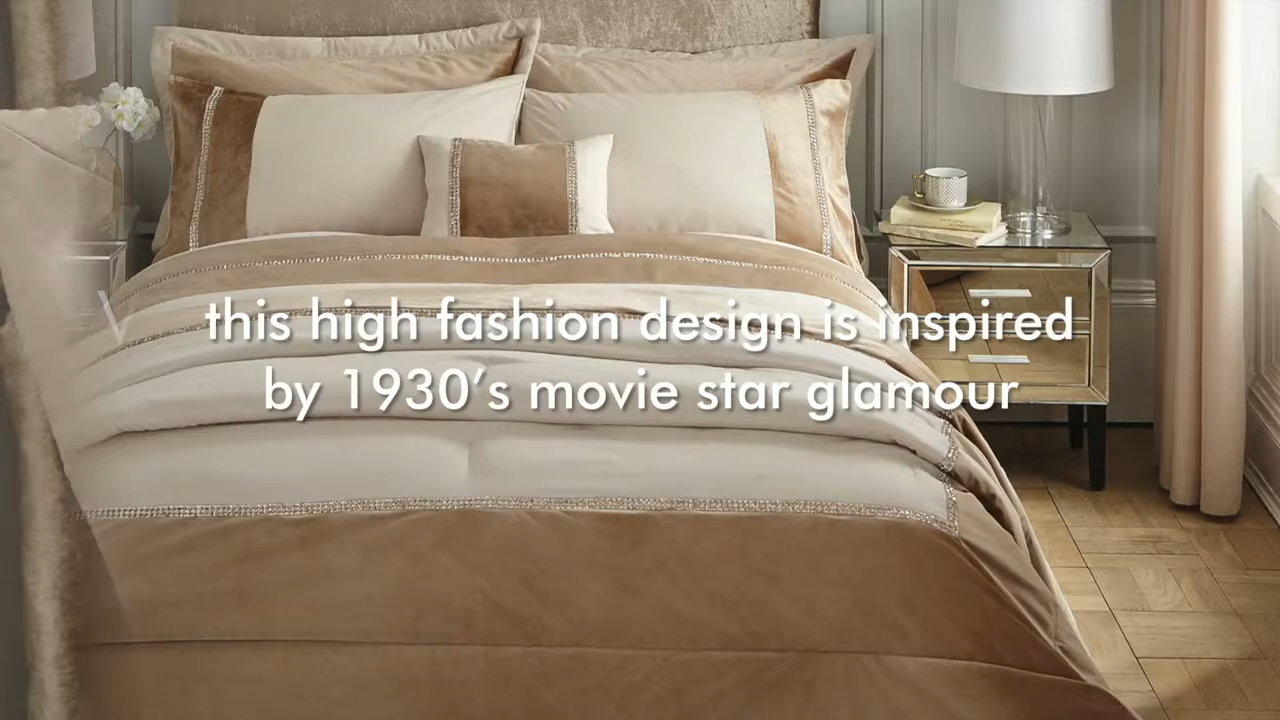 this high fashion design is inspired
by 1930's movie star glamour